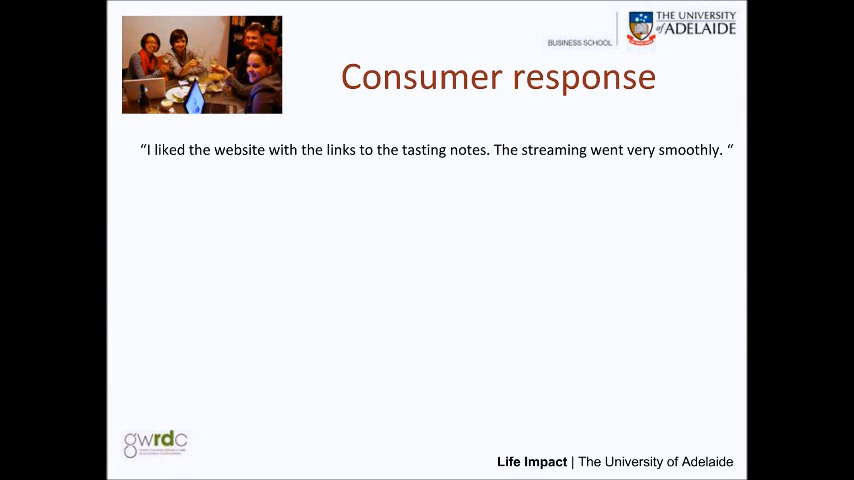 THE UNIVERSITY
of ADELAIDE
BUSINESS SCHOOL
Consumer response
“I liked the website with the links to the tasting notes. The streaming went very smoothly. “
gwrdc
Life Impact | The University of Adelaide